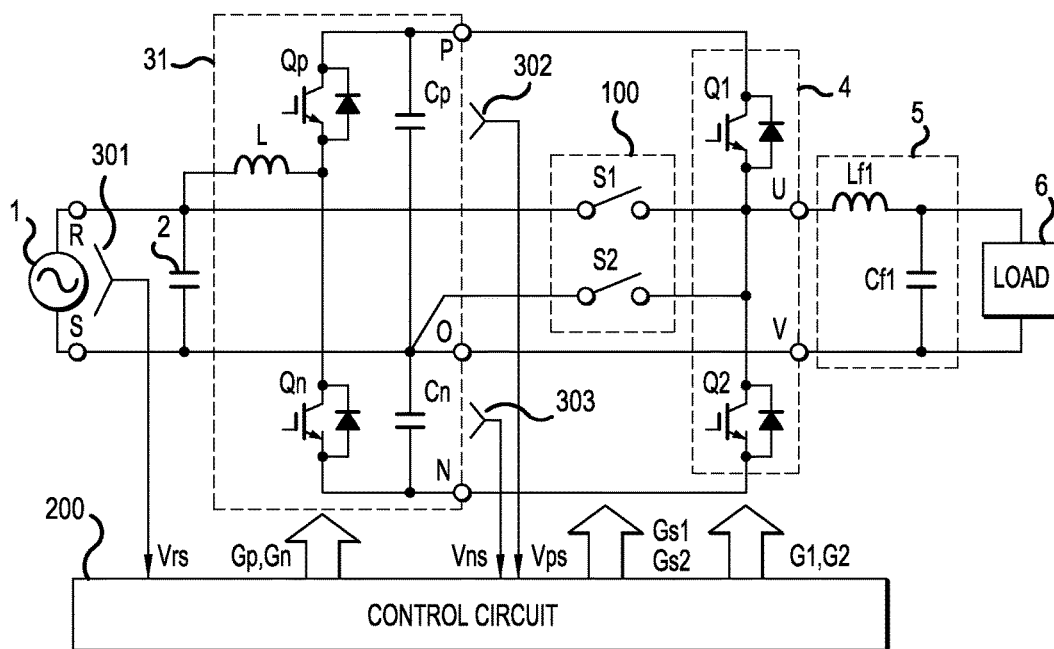 31
Qp
P
302
Q1
4
Cp
100
5
L
S1
U
Lf1
6
301
1
R
2
S2
Cf1
LOAD
S
O
V
Qn
Cn
303
Q2
N
200
Vrs
Gp,Gn
Vns
Vps
Gs1
Gs2
G1,G2
CONTROL CIRCUIT